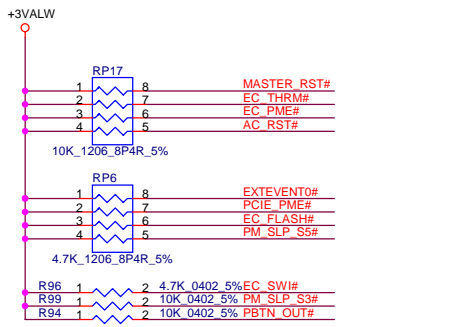 +3VALW
RP17
1 8 MASTER_RST#
2 7 EC_THRM#
3 6 EC_PME#
4 5 AC_RST#
10K_1206_8P4R_5%
RP6
1 8 EXTEVENT0#
2 7 PCIE_PME#
3 6 EC_FLASH#
4 5 PM_SLP_S5#
4.7K_1206_8P4R_5%
R96 1 2 4.7K_0402_5% EC_SWI#
R99 1 2 10K_0402_5% PM_SLP_S3#
R94 1 2 10K_0402_5% PBTN_OUT#